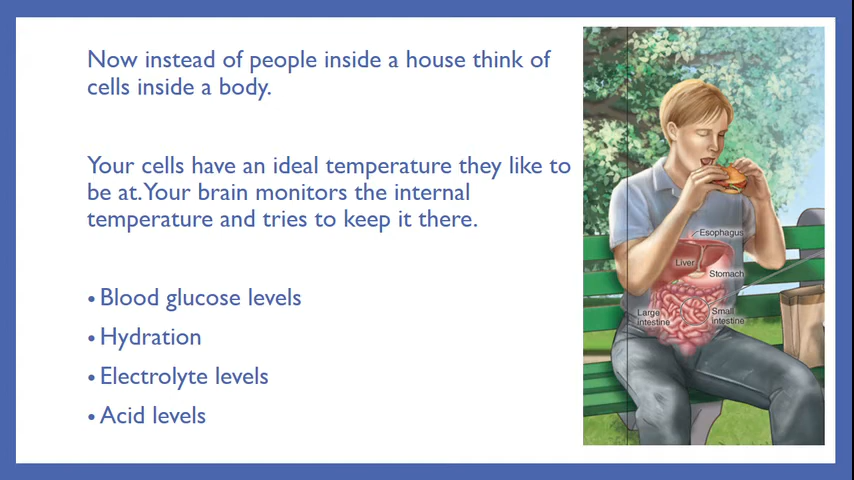 Now instead of people inside a house think of
cells inside a body.
Your cells have an ideal temperature they like to
be at. Your brain monitors the internal
temperature and tries to keep it there.
• Blood glucose levels
• Hydration
• Electrolyte levels
• Acid levels
Esophagus
Liver
Stomach
Large
intestine
Small
intestine